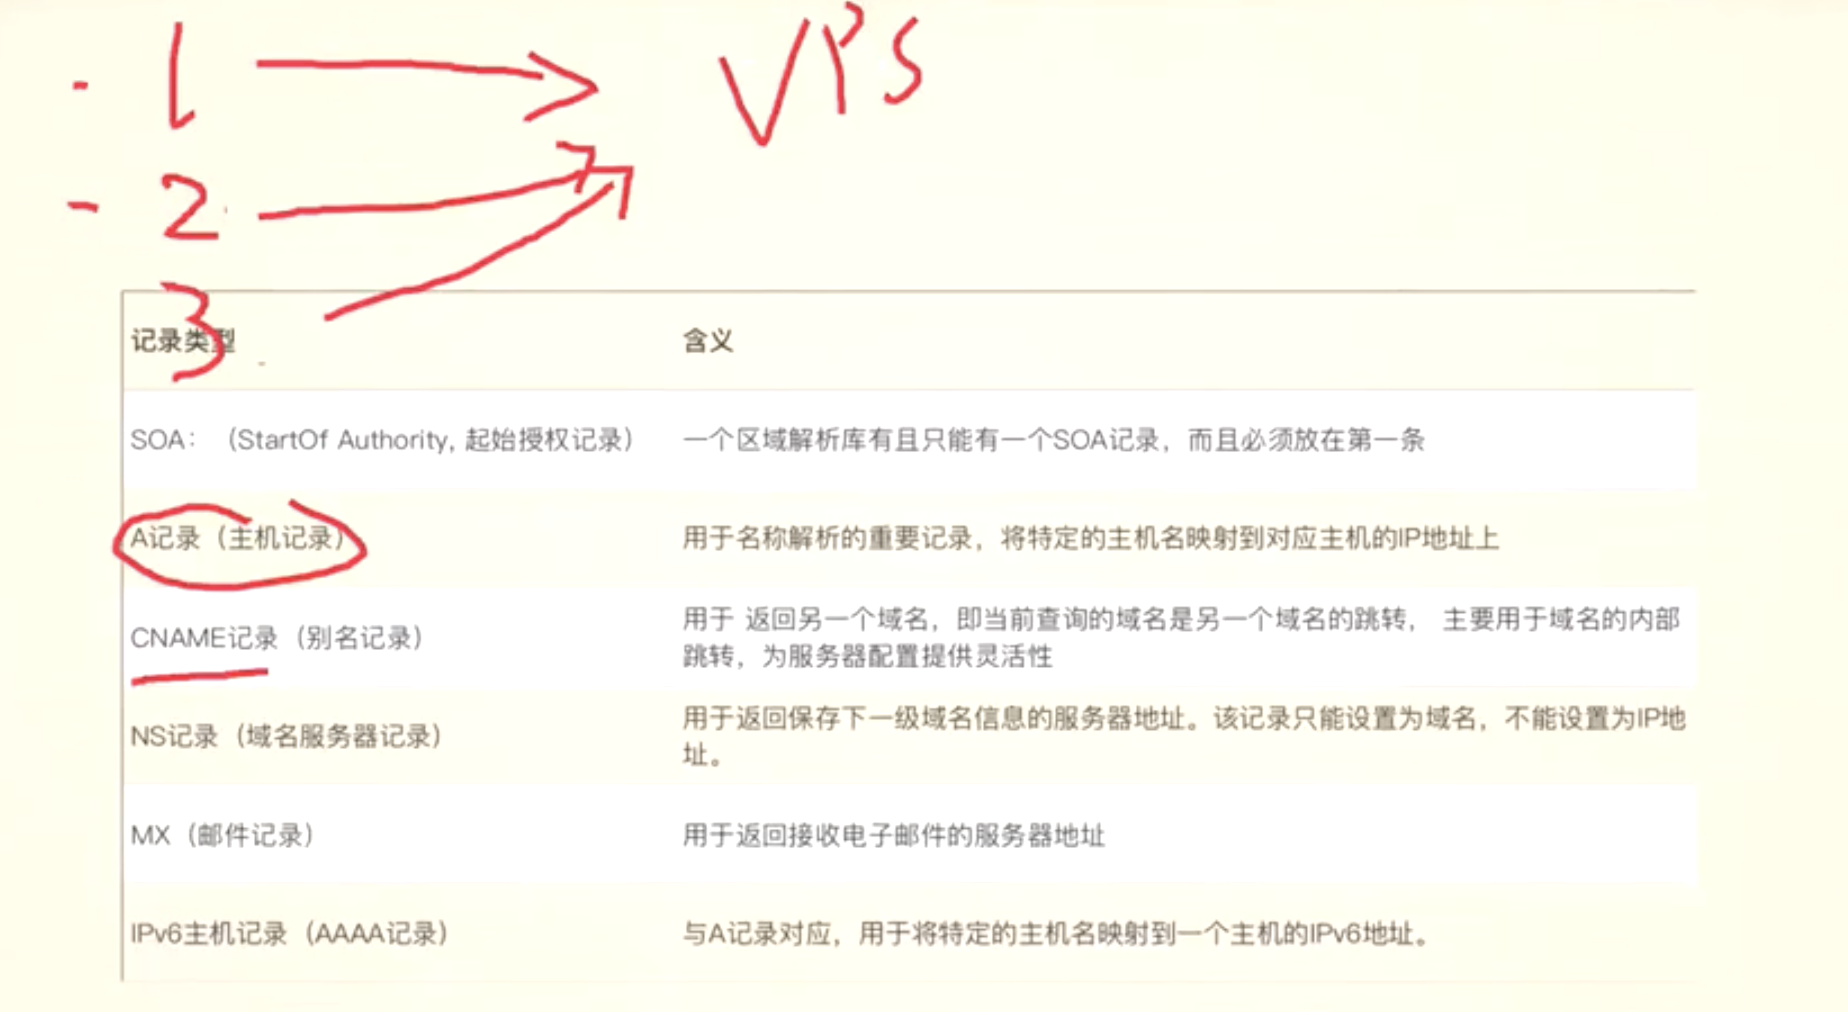 1
VPS
2
3
记录类型 含义
SOA：（StartOf Authority, 起始授权记录） 一个区域解析库有且只能有一个SOA记录，而且必须放在第一条
A记录（主机记录） 用于名称解析的重要记录，将特定的主机名映射到对应主机的IP地址上
CNAME记录（别名记录） 用于 返回另一个域名，即当前查询的域名是另一个域名的跳转， 主要用于域名的内部
跳转，为服务器配置提供灵活性
NS记录（域名服务器记录） 用于返回保存下一级域名信息的服务器地址。该记录只能设置为域名，不能设置为IP地
址。
MX（邮件记录） 用于返回接收电子邮件的服务器地址
IPv6主机记录（AAAA记录） 与A记录对应，用于将特定的主机名映射到一个主机的IPv6地址。